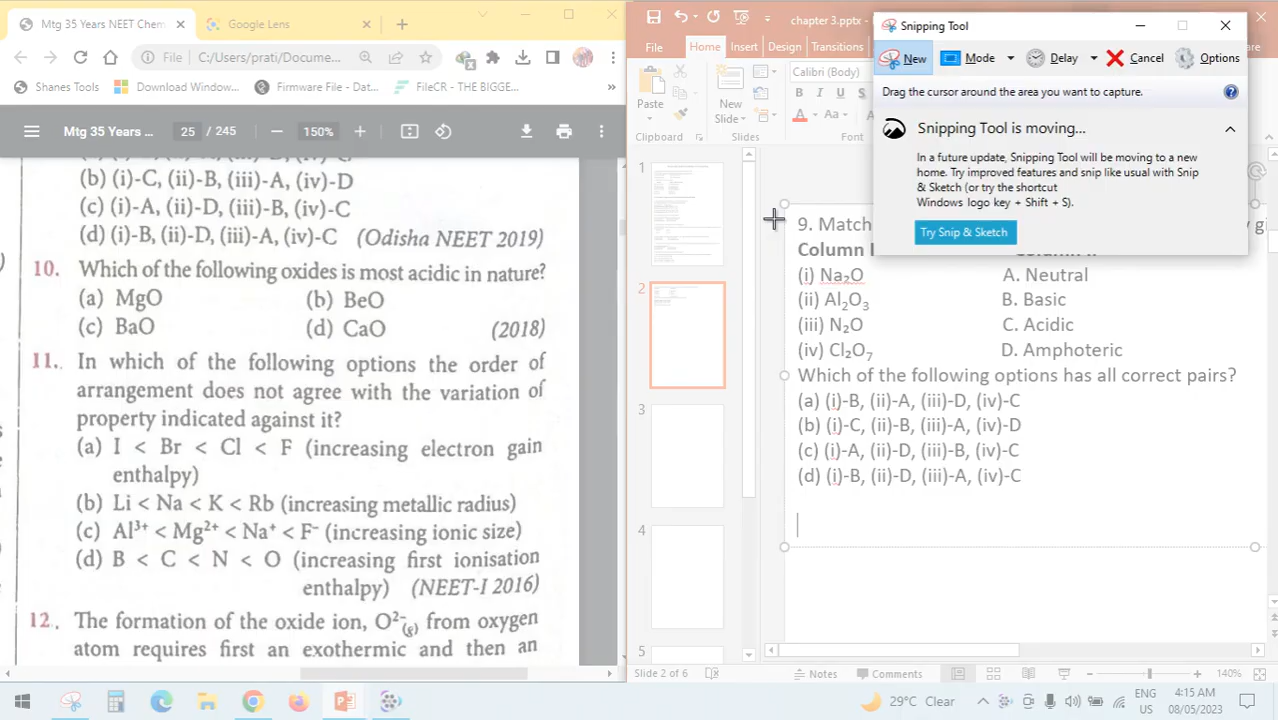 Mtg 35 Years NEET Chem
Google Lens
File
C:/Users/prati/Docume...
Shanes Tools
Download Window...
Firmware File - Dat...
FileCR - THE BIGGE...
Mtg 35 Years ...
25 / 245
150%
(b) (i)-C, (ii)-B, (iii)-A, (iv)-D
(c) (i)-A, (ii)-D, (iii)-B, (iv)-C
(d) (i)-B, (ii)-D, (iii)-A, (iv)-C (Odisha NEET 2019)
10. Which of the following oxides is most acidic in nature?
(a) MgO (b) BeO
(c) BaO (d) CaO (2018)
11. In which of the following options the order of
arrangement does not agree with the variation of
property indicated against it?
(a) I < Br < Cl < F (increasing electron gain
enthalpy)
(b) Li < Na < K < Rb (increasing metallic radius)
(c) Al³⁺ < Mg²⁺ < Na⁺ < F⁻ (increasing ionic size)
(d) B < C < N < O (increasing first ionisation
enthalpy) (NEET-I 2016)
12. The formation of the oxide ion, O²⁻(g) from oxygen
atom requires first an exothermic and then an
chapter 3.pptx
File Home Insert Design Transitions
Paste
New
Slide
Calibri (Body)
B I U S
Aa
A
Clipboard
Slides
Font
Snipping Tool
New Mode Delay Cancel Options
Drag the cursor around the area you want to capture.
Snipping Tool is moving...
In a future update, Snipping Tool will be moving to a new
home. Try improved features and snip like usual with Snip
& Sketch (or try the shortcut
Windows logo key + Shift + S).
Try Snip & Sketch
1
2
3
4
5
9. Match
(i) Na₂O A. Neutral
(ii) Al₂O₃ B. Basic
(iii) N₂O C. Acidic
(iv) Cl₂O₇ D. Amphoteric
Which of the following options has all correct pairs?
(a) (i)-B, (ii)-A, (iii)-D, (iv)-C
(b) (i)-C, (ii)-B, (iii)-A, (iv)-D
(c) (i)-A, (ii)-D, (iii)-B, (iv)-C
(d) (i)-B, (ii)-D, (iii)-A, (iv)-C
Slide 2 of 6
Notes
Comments
140%
29°C Clear
ENG
US
4:15 AM
08/05/2023